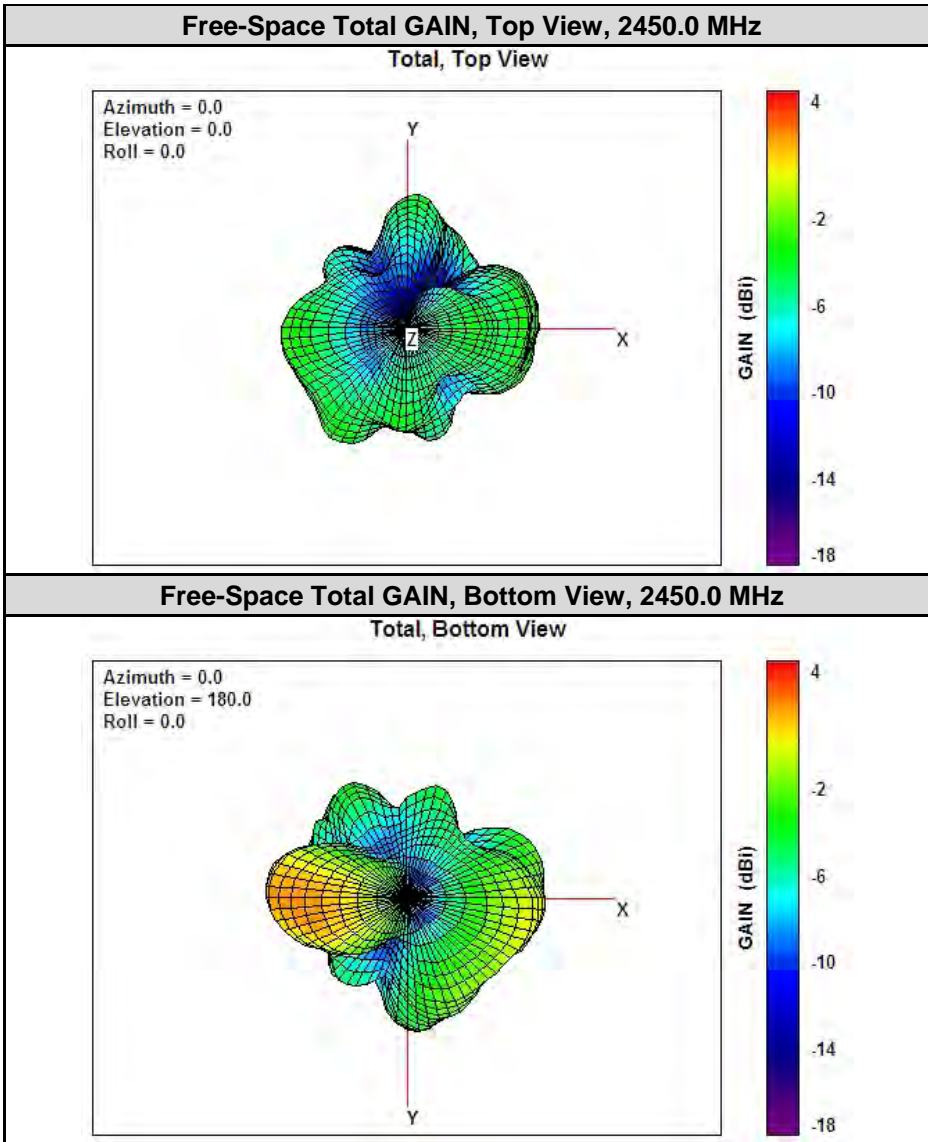 Free-Space Total GAIN, Top View, 2450.0 MHz
Total, Top View
Azimuth = 0.0
Elevation = 0.0
Roll = 0.0
Y
X
Z
GAIN (dBi)
4
-2
-6
-10
-14
-18
Free-Space Total GAIN, Bottom View, 2450.0 MHz
Total, Bottom View
Azimuth = 0.0
Elevation = 180.0
Roll = 0.0
X
Y
GAIN (dBi)
4
-2
-6
-10
-14
-18